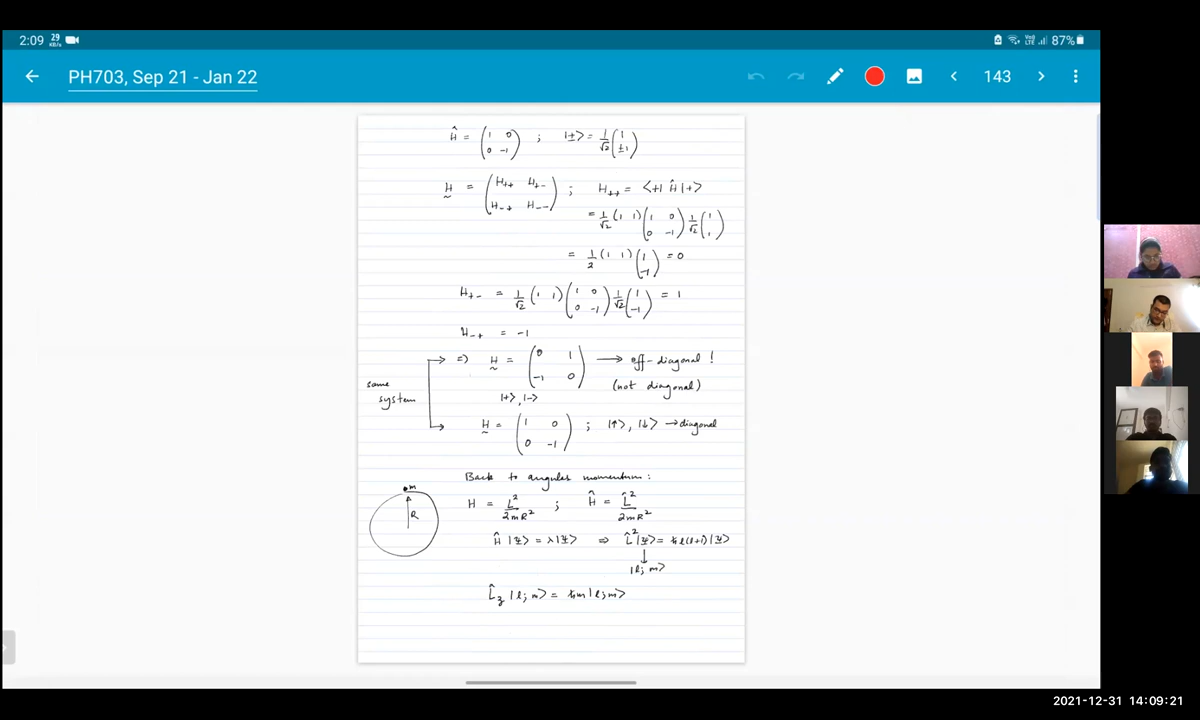 2:09 29 KB/s 87%
PH703, Sep 21 - Jan 22 143
Ĥ = (1 0; 0 -1) ; |±> = 1/√2 (1; ±1)
H = (H++ H+-; H-+ H--) ; H++ = <+| Ĥ |+>
= 1/√2 (1 1) (1 0; 0 -1) 1/√2 (1; 1)
= 1/2 (1 1) (1; -1) = 0
H+- = 1/√2 (1 1) (1 0; 0 -1) 1/√2 (1; -1) = 1
H-+ = -1
same system
=> H = (0 1; -1 0) → off-diagonal !
(not diagonal)
|+>, |->
H = (1 0; 0 -1) ; |↑>, |↓> → diagonal
Back to angular momentum:
m
R
H = L²/2mR² ; Ĥ = L̂²/2mR²
Ĥ |Ψ> = λ|Ψ> ⇒ L̂²|Ψ> = ħ l(l+1)|Ψ>
↓
|l; m>
L̂z |l; m> = ħm |l; m>
2021-12-31 14:09:21